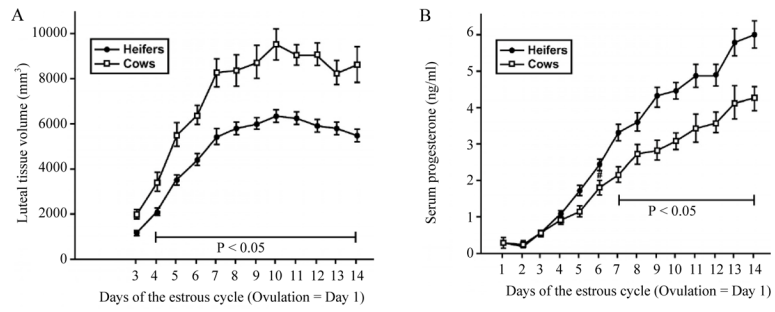 A
Heifers
Cows
Luteal tissue volume (mm³)
10000
8000
6000
4000
2000
0
P < 0.05
3 4 5 6 7 8 9 10 11 12 13 14
Days of the estrous cycle (Ovulation = Day 1)
B
Heifers
Cows
Serum progesterone (ng/ml)
6
5
4
3
2
1
0
#
P < 0.05
1 2 3 4 5 6 7 8 9 10 11 12 13 14
Days of the estrous cycle (Ovulation = Day 1)